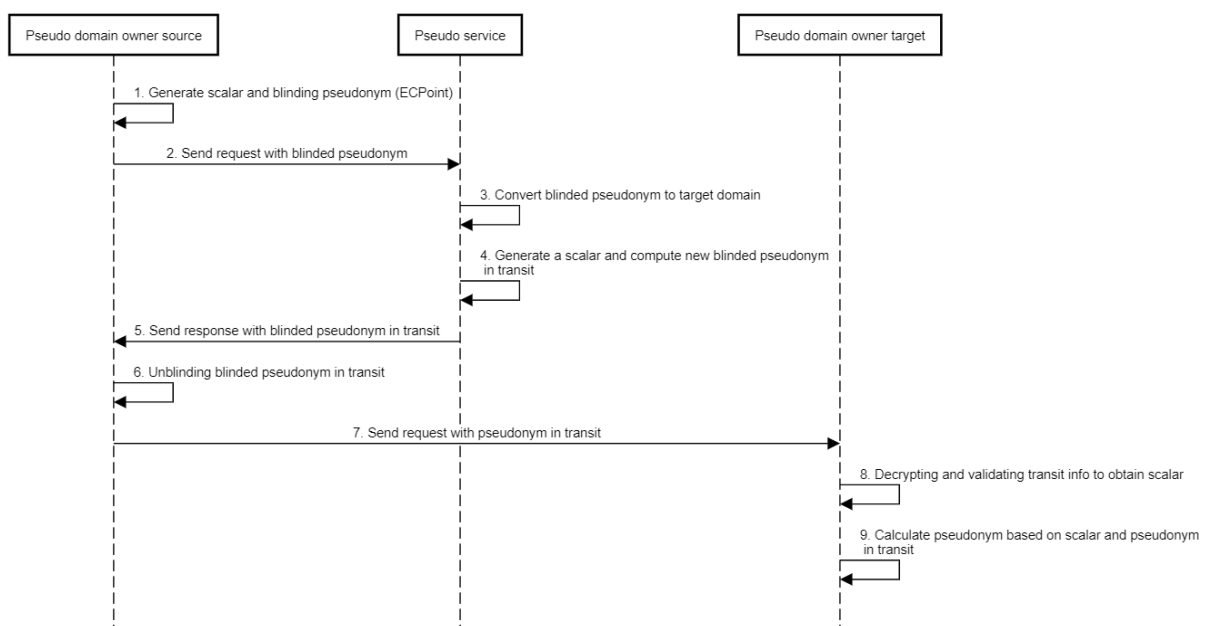 Pseudo domain owner source
Pseudo service
Pseudo domain owner target
1. Generate scalar and blinding pseudonym (ECPoint)
2. Send request with blinded pseudonym
3. Convert blinded pseudonym to target domain
4. Generate a scalar and compute new blinded pseudonym
in transit
5. Send response with blinded pseudonym in transit
6. Unblinding blinded pseudonym in transit
7. Send request with pseudonym in transit
8. Decrypting and validating transit info to obtain scalar
9. Calculate pseudonym based on scalar and pseudonym
in transit